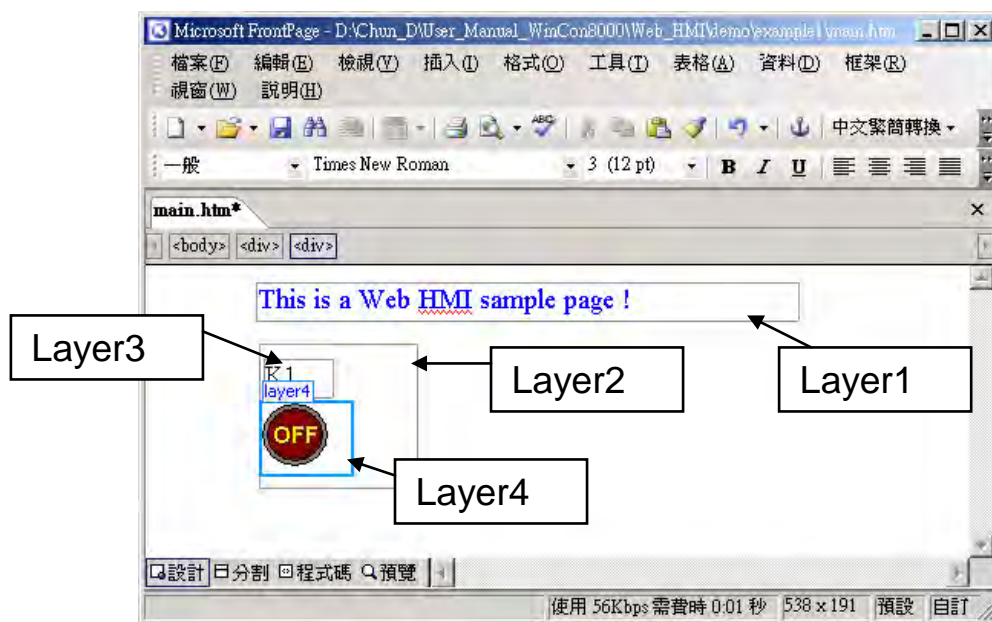 Microsoft FrontPage - D:\Chun_D\User_Manual_WinCon8000\Web_HMI\demo\example1\main.htm
檔案(F) 編輯(E) 檢視(V) 插入(I) 格式(O) 工具(T) 表格(A) 資料(D) 框架(R)
視窗(W) 說明(H)
ABC 中文繁簡轉換
一般 Times New Roman 3 (12 pt) B I U
main.htm*
<body> <div> <div>
This is a Web HMI sample page !
Layer3
Layer2
Layer1
K1
layer4
OFF
Layer4
設計 分割 程式碼 預覽
使用 56Kbps 需費時 0:01 秒 538 x 191 預設 自訂